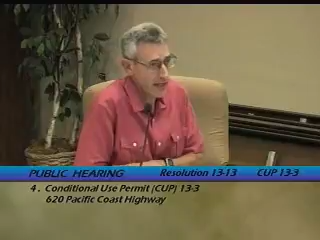 PUBLIC HEARING Resolution 13-13 CUP 13-3
4. Conditional Use Permit (CUP) 13-3
620 Pacific Coast Highway